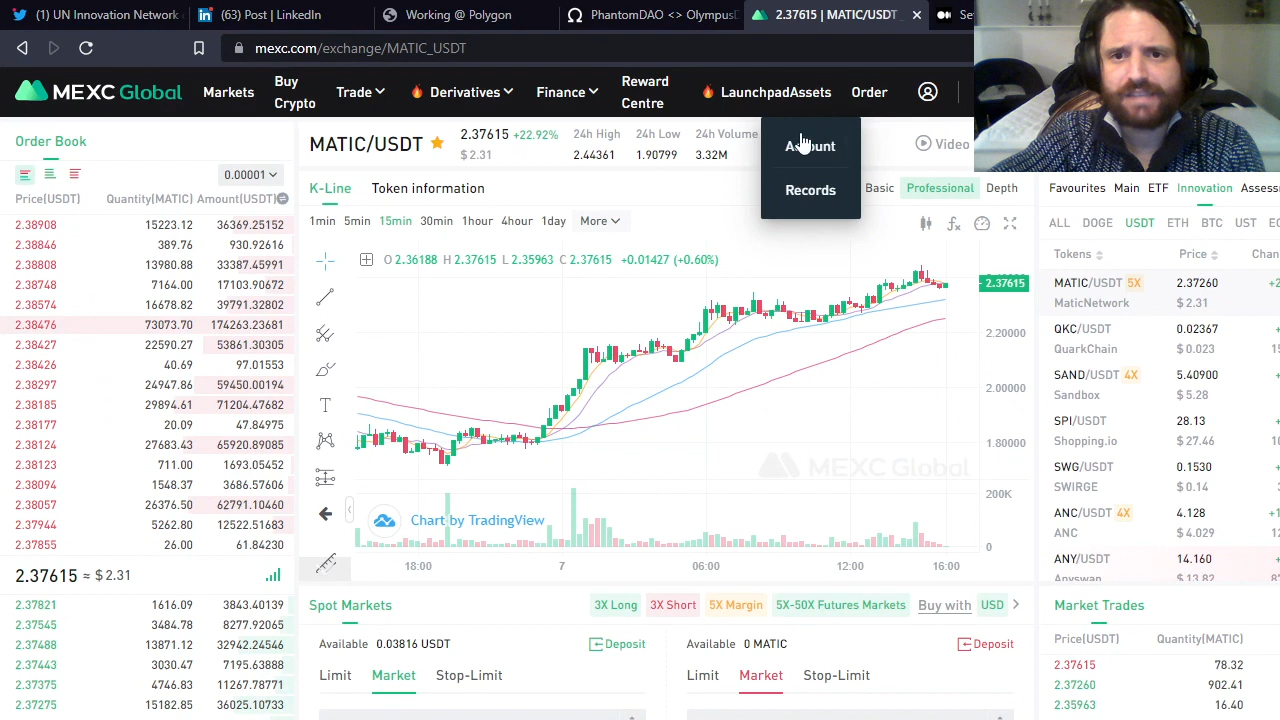 (1) UN Innovation Network
(63) Post | LinkedIn
Working @ Polygon
PhantomDAO <> OlympusD
2.37615 | MATIC/USDT
Se
mexc.com/exchange/MATIC_USDT
MEXC Global
Markets
Buy Crypto
Trade
Derivatives
Finance
Reward Centre
Launchpad
Assets
Order
Account
Records
Order Book
0.00001
Price(USDT) Quantity(MATIC) Amount(USDT)
2.38908 15223.12 36369.25152
2.38846 389.76 930.92616
2.38808 13980.88 33387.45991
2.38748 7164.00 17103.90672
2.38574 16678.15
2.38476 73073.70 174263.23681
2.38427 22590.27 53861.30305
2.38426 40.69 97.01553
2.38297 24947.86 59450.00194
2.38185 29894.61 71204.47682
2.38177 20.09 47.84975
2.38124 27683.43 65920.89085
2.38123 711.00 1693.05452
2.38094 1548.37 3686.57606
2.38057 26376.50 62791.10460
2.37944 5262.80 12522.51683
2.37855 26.00 61.84230
2.37615 ≈ $ 2.31
2.37821 1616.09 3843.40139
2.37545 3484.78 8277.92065
2.37488 13871.12 32942.24546
2.37443 3030.47 7195.63888
2.37375 4746.83 11267.78771
2.37275 15182.85 36025.10733
MATIC/USDT
2.37615 +22.92%
$ 2.31
24h High
2.44361
24h Low
1.90799
24h Volume
3.32M
Video
K-Line
Token information
Basic
Professional
Depth
1min 5min 15min 30min 1hour 4hour 1day More
O 2.36188 H 2.37615 L 2.35963 C 2.37615 +0.01427 (+0.60%)
2.37615
2.20000
2.00000
1.80000
200K
0
MEXC Global
Chart by TradingView
18:00 7 06:00 12:00 16:00
Spot Markets
3X Long
3X Short
5X Margin
5X-50X Futures Markets
Buy with
USD
Available 0.03816 USDT
Deposit
Limit Market Stop-Limit
Available 0 MATIC
Deposit
Limit Market Stop-Limit
Favourites Main ETF Innovation Assess
ALL DOGE USDT ETH BTC UST EO
Tokens Price Chan
MATIC/USDT 5X 2.37260 +2
MaticNetwork $ 2.31
QKC/USDT 0.02367 +
QuarkChain $ 0.023 15
SAND/USDT 4X 5.40900 +
Sandbox $ 5.28
SPI/USDT 28.13 +
Shopping.io $ 27.46
SWG/USDT 0.1530 +
SWIRGE $ 0.14 3
ANC/USDT 4X 4.128 +1
ANC $ 4.029 12
ANY/USDT 14.160 +
Anyswap $ 13.82 8
Market Trades
Price(USDT) Quantity(MATIC)
2.37615 78.32
2.37260 902.41
2.35963 16.40